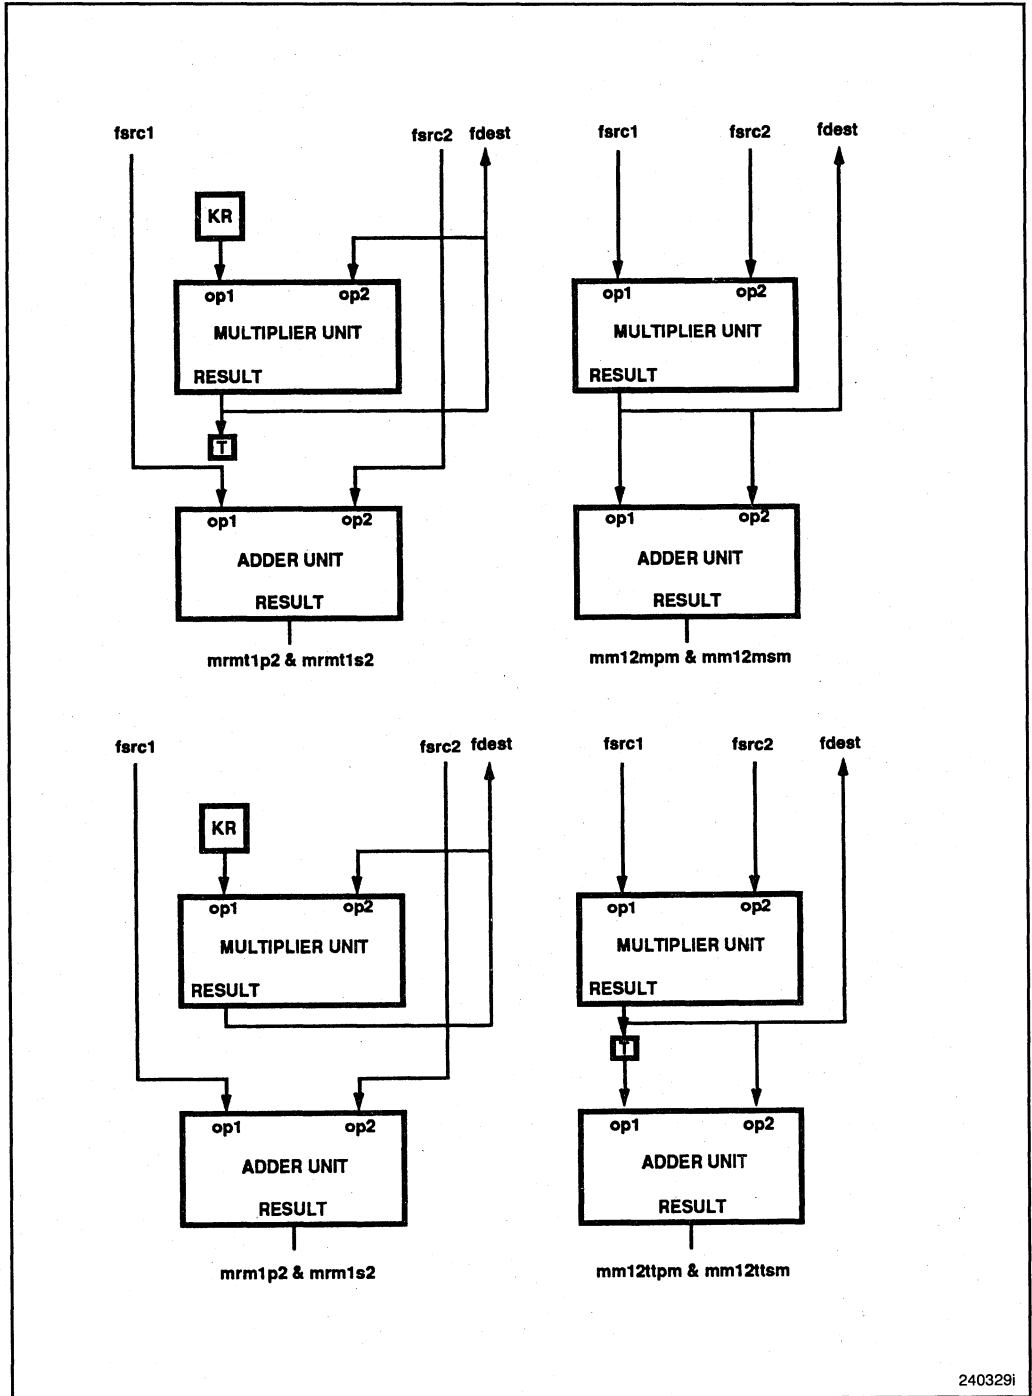 fsrc1 fsrc2 fdest
KR
op1 op2
MULTIPLIER UNIT
RESULT
T
op1 op2
ADDER UNIT
RESULT
mrmt1p2 & mrmt1s2
fsrc1 fsrc2 fdest
op1 op2
MULTIPLIER UNIT
RESULT
op1 op2
ADDER UNIT
RESULT
mm12mpm & mm12msm
fsrc1 fsrc2 fdest
KR
op1 op2
MULTIPLIER UNIT
RESULT
op1 op2
ADDER UNIT
RESULT
mrm1p2 & mrm1s2
fsrc1 fsrc2 fdest
op1 op2
MULTIPLIER UNIT
RESULT
T
op1 op2
ADDER UNIT
RESULT
mm12ttpm & mm12ttsm
240329i